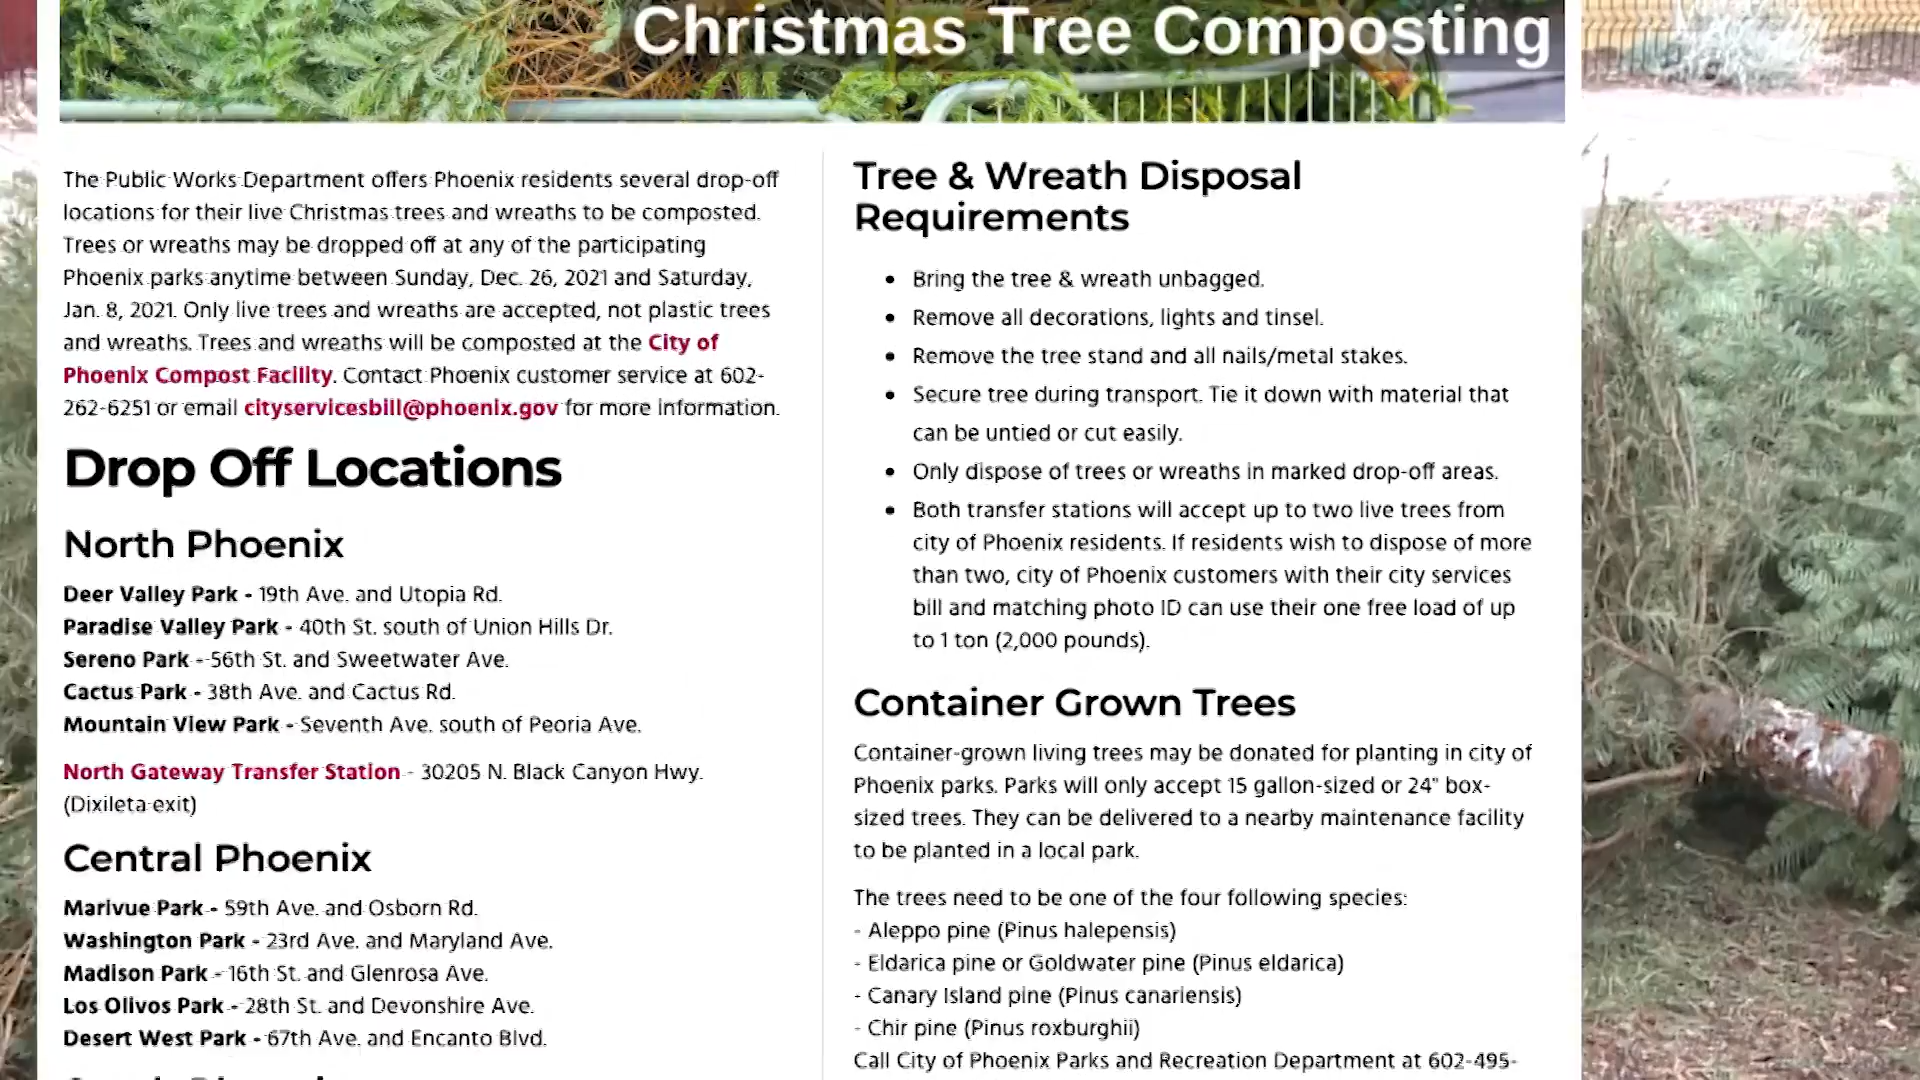 Christmas Tree Composting
The Public Works Department offers Phoenix residents several drop-off
locations for their live Christmas trees and wreaths to be composted.
Trees or wreaths may be dropped off at any of the participating
Phoenix parks anytime between Sunday, Dec. 26, 2021 and Saturday,
Jan. 8, 2021. Only live trees and wreaths are accepted, not plastic trees
and wreaths. Trees and wreaths will be composted at the City of
Phoenix Compost Facility. Contact Phoenix customer service at 602-
262-6251 or email cityservicesbill@phoenix.gov for more information.
Drop Off Locations
North Phoenix
Deer Valley Park - 19th Ave. and Utopia Rd.
Paradise Valley Park - 40th St. south of Union Hills Dr.
Sereno Park - 56th St. and Sweetwater Ave.
Cactus Park - 38th Ave. and Cactus Rd.
Mountain View Park - Seventh Ave. south of Peoria Ave.
North Gateway Transfer Station - 30205 N. Black Canyon Hwy.
(Dixileta exit)
Central Phoenix
Marivue Park - 59th Ave. and Osborn Rd.
Washington Park - 23rd Ave. and Maryland Ave.
Madison Park - 16th St. and Glenrosa Ave.
Los Olivos Park - 28th St. and Devonshire Ave.
Desert West Park - 67th Ave. and Encanto Blvd.
Tree & Wreath Disposal
Requirements
• Bring the tree & wreath unbagged.
• Remove all decorations, lights and tinsel.
• Remove the tree stand and all nails/metal stakes.
• Secure tree during transport. Tie it down with material that
can be untied or cut easily.
• Only dispose of trees or wreaths in marked drop-off areas.
• Both transfer stations will accept up to two live trees from
city of Phoenix residents. If residents wish to dispose of more
than two, city of Phoenix customers with their city services
bill and matching photo ID can use their one free load of up
to 1 ton (2,000 pounds).
Container Grown Trees
Container-grown living trees may be donated for planting in city of
Phoenix parks. Parks will only accept 15 gallon-sized or 24" box-
sized trees. They can be delivered to a nearby maintenance facility
to be planted in a local park.
The trees need to be one of the four following species:
- Aleppo pine (Pinus halepensis)
- Eldarica pine or Goldwater pine (Pinus eldarica)
- Canary Island pine (Pinus canariensis)
- Chir pine (Pinus roxburghii)
Call City of Phoenix Parks and Recreation Department at 602-495-